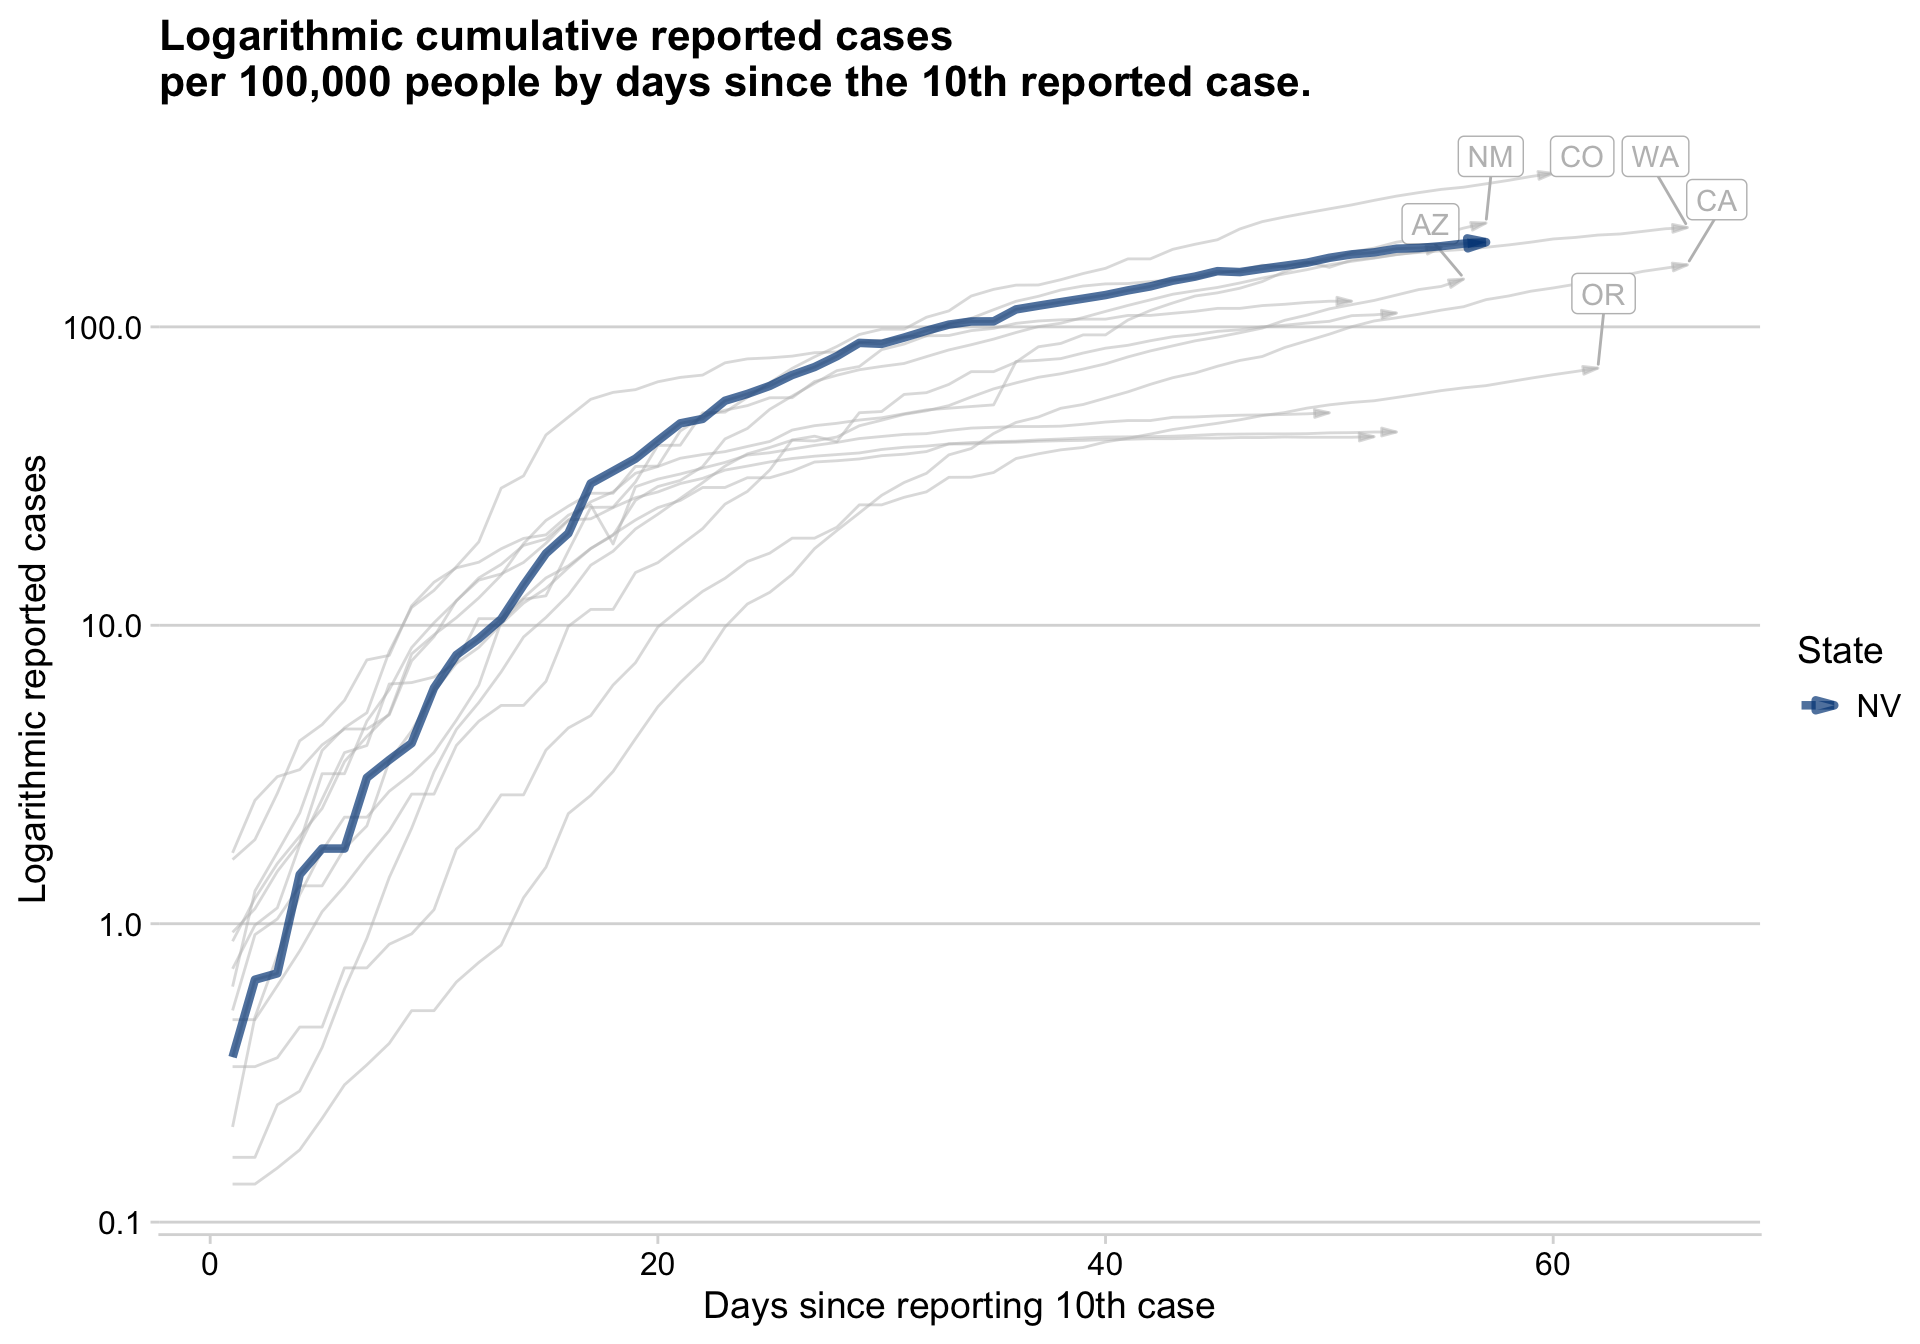 Logarithmic cumulative reported cases
per 100,000 people by days since the 10th reported case.
NM
CO
WA
CA
AZ
OR
100.0
10.0
1.0
0.1
Logarithmic reported cases
0
20
40
60
Days since reporting 10th case
State
NV